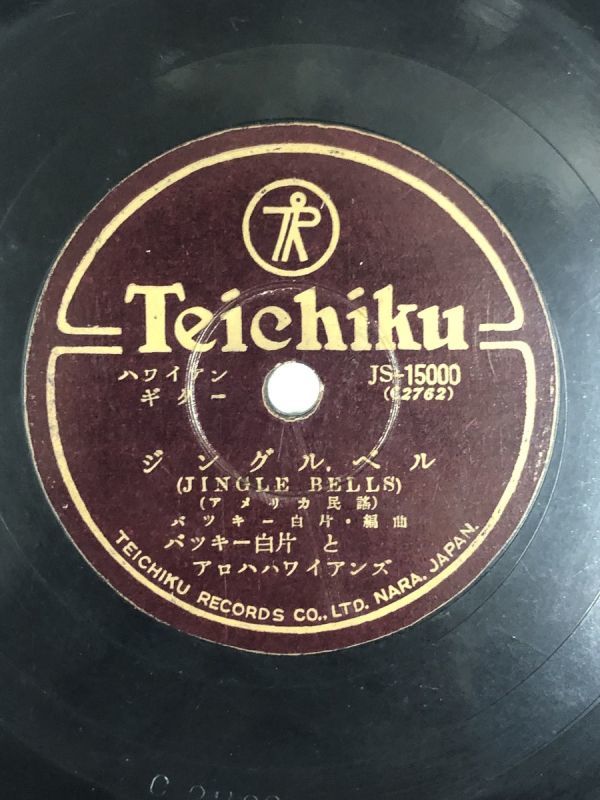 Teichiku
ハワイアン
ギター
JS-15000
(C2762)
ジングル,ベル
(JINGLE BELLS)
(アメリカ民謡)
バッキー白片・編曲
バッキー白片 と
アロハハワイアンズ
TEICHIKU RECORDS CO., LTD. NARA. JAPAN.